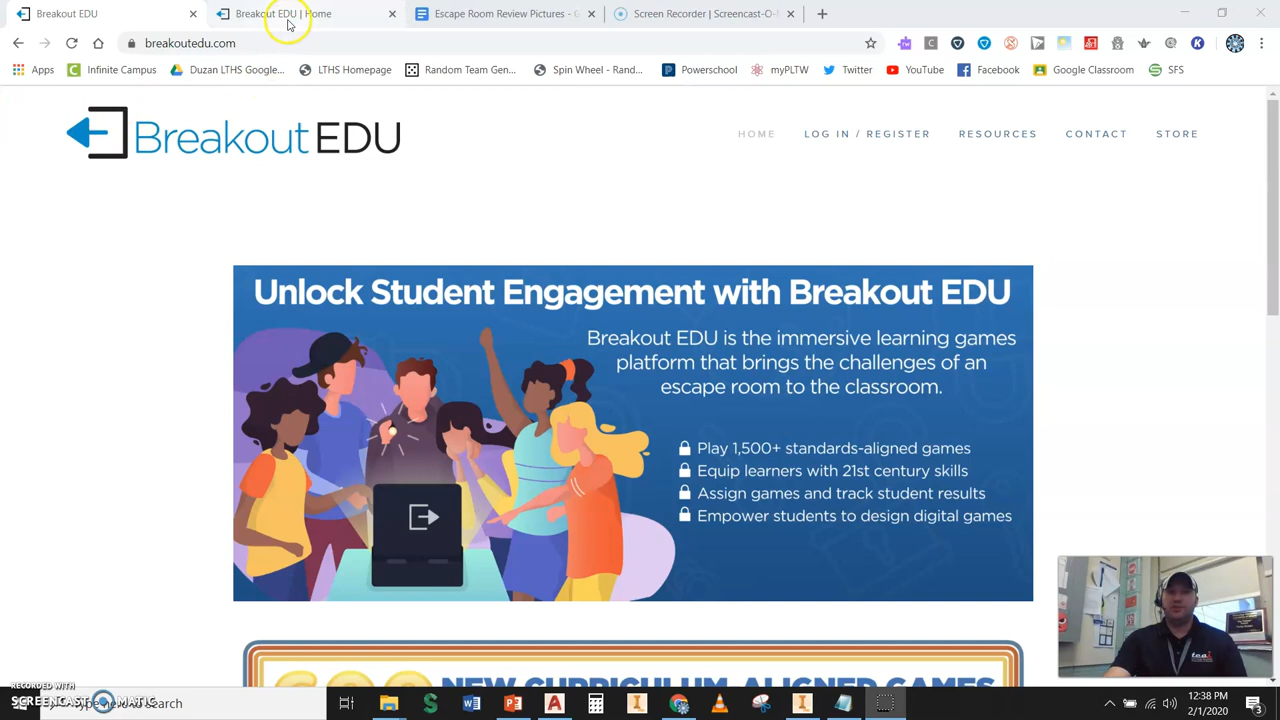 Breakout EDU
Breakout EDU | Home
Escape Room Review Pictures - G
Screen Recorder | Screencast-O-
breakoutedu.com
Apps
Infinite Campus
Duzan LTHS Google...
LTHS Homepage
Random Team Gen...
Spin Wheel - Rand...
Powerschool
myPLTW
Twitter
YouTube
Facebook
Google Classroom
SFS
Breakout EDU
HOME
LOG IN / REGISTER
RESOURCES
CONTACT
STORE
Unlock Student Engagement with Breakout EDU
Breakout EDU is the immersive learning games
platform that brings the challenges of an
escape room to the classroom.
Play 1,500+ standards-aligned games
Equip learners with 21st century skills
Assign games and track student results
Empower students to design digital games
NEW CURRICULUM-ALIGNED GAMES
RECORDED WITH
SCREENCAST MATIC
Type here to search
12:38 PM
2/1/2020
3